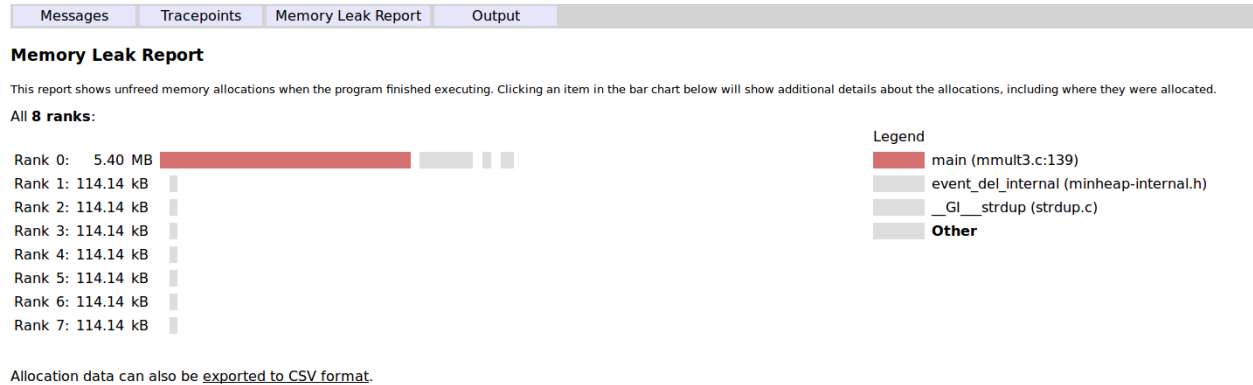 Messages Tracepoints Memory Leak Report Output
Memory Leak Report
This report shows unfreed memory allocations when the program finished executing. Clicking an item in the bar chart below will show additional details about the allocations, including where they were allocated.
All 8 ranks:
Legend
Rank 0: 5.40 MB
main (mmult3.c:139)
Rank 1: 114.14 kB
event_del_internal (minheap-internal.h)
Rank 2: 114.14 kB
__GI___strdup (strdup.c)
Rank 3: 114.14 kB
Other
Rank 4: 114.14 kB
Rank 5: 114.14 kB
Rank 6: 114.14 kB
Rank 7: 114.14 kB
Allocation data can also be exported to CSV format.